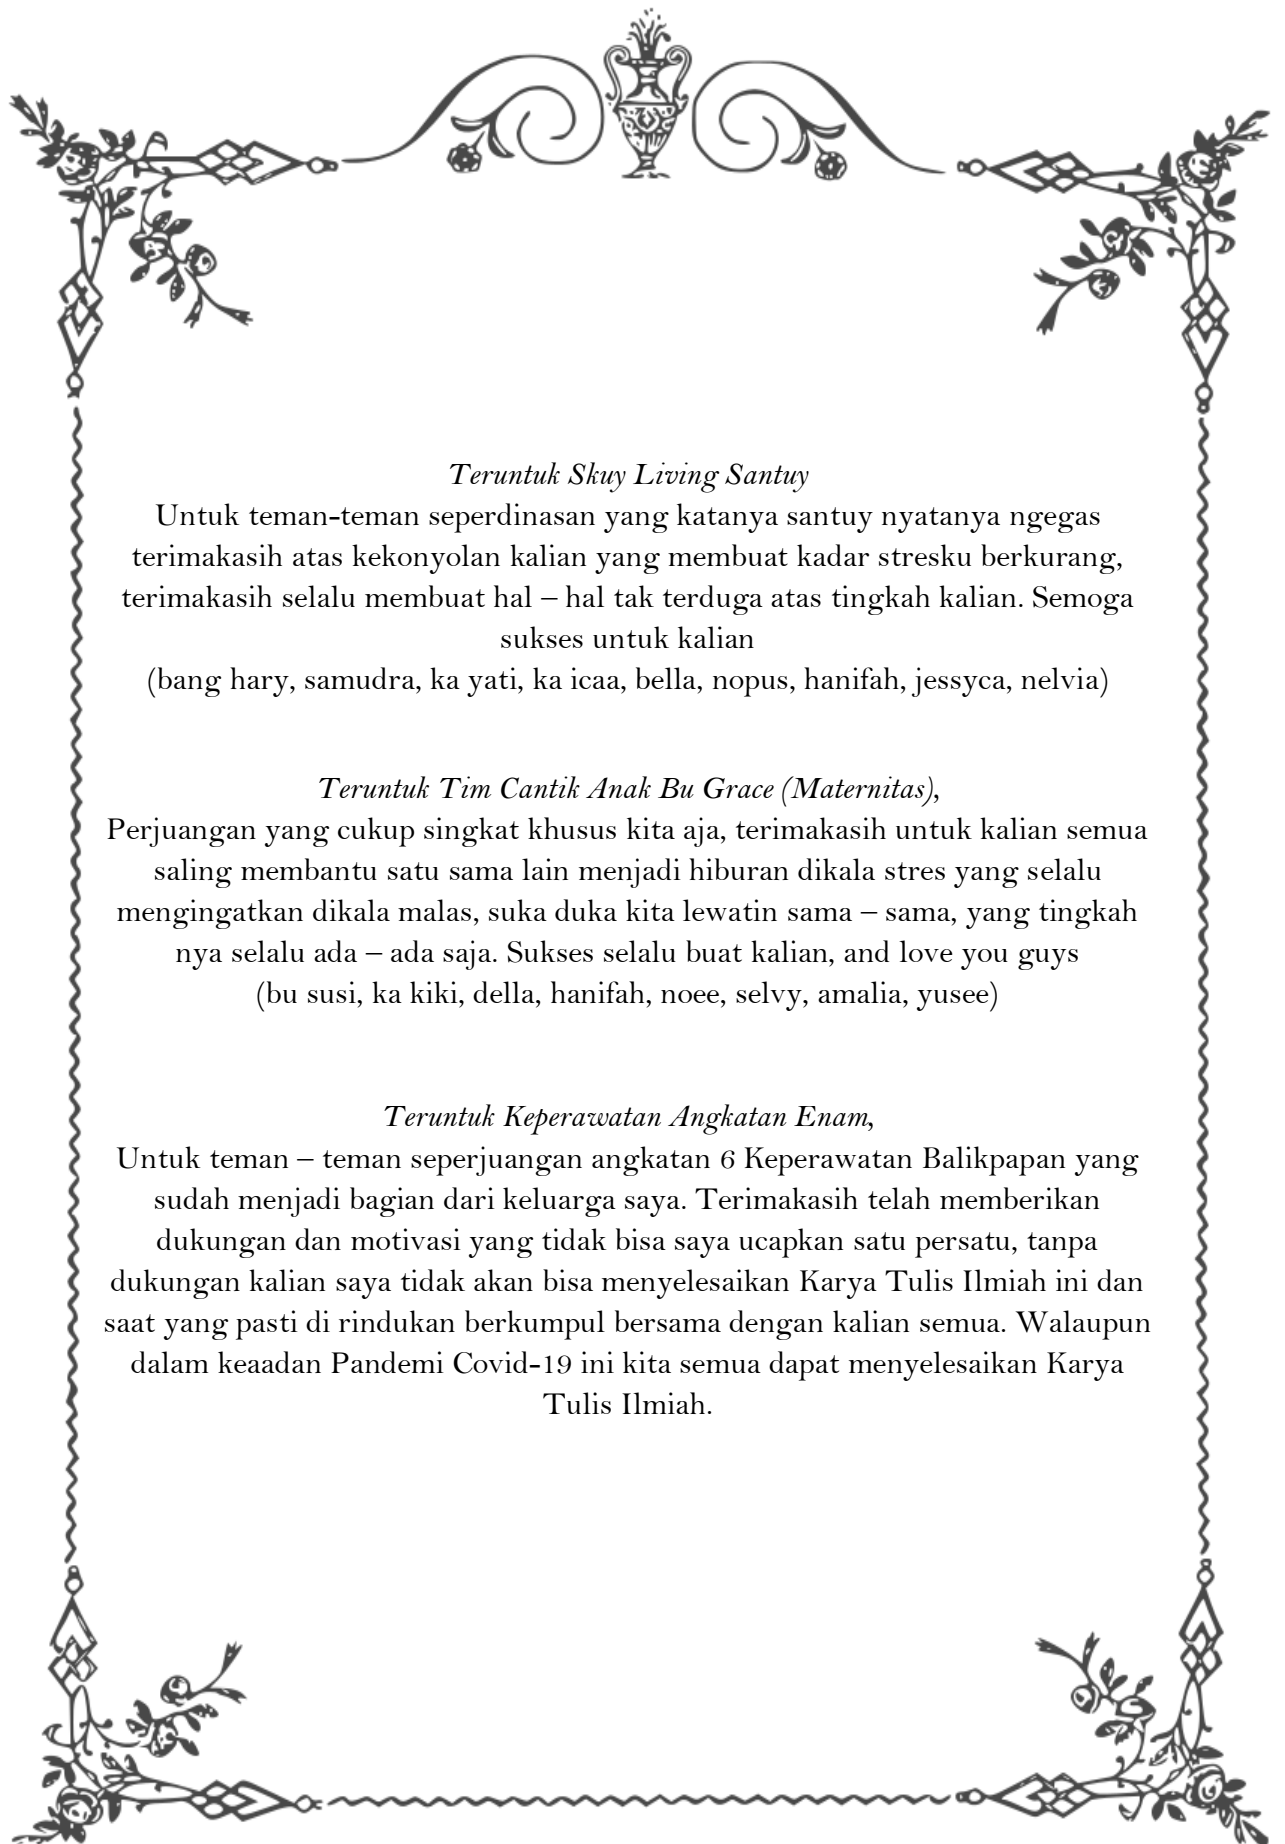 Teruntuk Skuy Living Santuy
Untuk teman-teman seperdinasan yang katanya santuy nyatanya ngegas
terimakasih atas kekonyolan kalian yang membuat kadar stresku berkurang,
terimakasih selalu membuat hal – hal tak terduga atas tingkah kalian. Semoga
sukses untuk kalian
(bang hary, samudra, ka yati, ka icaa, bella, nopus, hanifah, jessyca, nelvia)
Teruntuk Tim Cantik Anak Bu Grace (Maternitas),
Perjuangan yang cukup singkat khusus kita aja, terimakasih untuk kalian semua
saling membantu satu sama lain menjadi hiburan dikala stres yang selalu
mengingatkan dikala malas, suka duka kita lewatin sama – sama, yang tingkah
nya selalu ada – ada saja. Sukses selalu buat kalian, and love you guys
(bu susi, ka kiki, della, hanifah, noee, selvy, amalia, yusee)
Teruntuk Keperawatan Angkatan Enam,
Untuk teman – teman seperjuangan angkatan 6 Keperawatan Balikpapan yang
sudah menjadi bagian dari keluarga saya. Terimakasih telah memberikan
dukungan dan motivasi yang tidak bisa saya ucapkan satu persatu, tanpa
dukungan kalian saya tidak akan bisa menyelesaikan Karya Tulis Ilmiah ini dan
saat yang pasti di rindukan berkumpul bersama dengan kalian semua. Walaupun
dalam keaadan Pandemi Covid-19 ini kita semua dapat menyelesaikan Karya
Tulis Ilmiah.